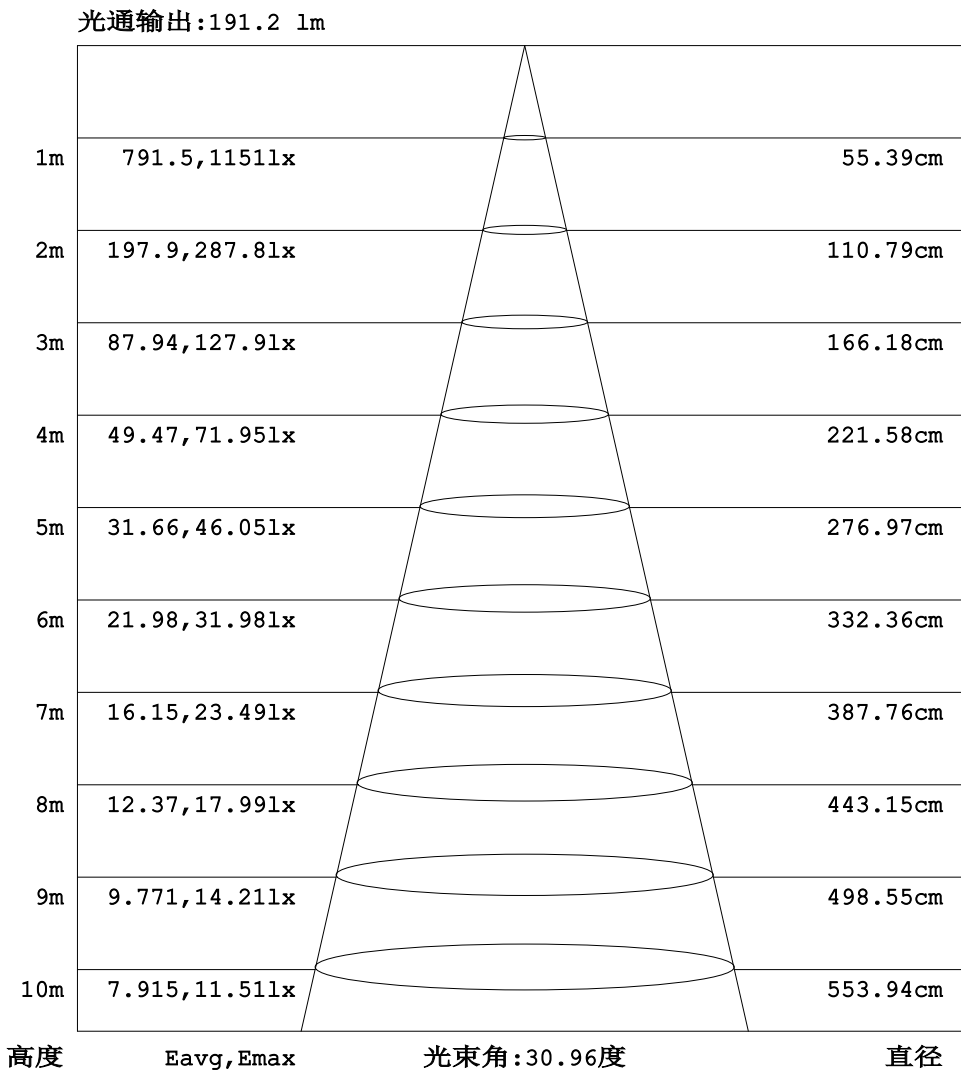 光通输出:191.2 lm
1m 791.5,1151lx 55.39cm
2m 197.9,287.8lx 110.79cm
3m 87.94,127.9lx 166.18cm
4m 49.47,71.95lx 221.58cm
5m 31.66,46.05lx 276.97cm
6m 21.98,31.98lx 332.36cm
7m 16.15,23.49lx 387.76cm
8m 12.37,17.99lx 443.15cm
9m 9.771,14.21lx 498.55cm
10m 7.915,11.51lx 553.94cm
高度 Eavg,Emax 光束角:30.96度 直径